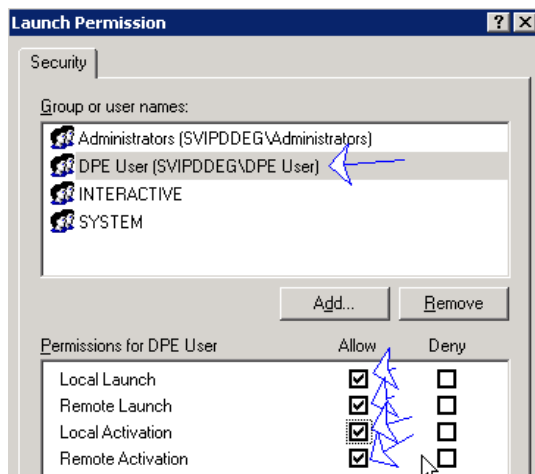 Launch Permission
Security
Group or user names:
Administrators (SVIPDDEG\Administrators)
DPE User (SVIPDDEG\DPE User)
INTERACTIVE
SYSTEM
Add... Remove
Permissions for DPE User Allow Deny
Local Launch
Remote Launch
Local Activation
Remote Activation